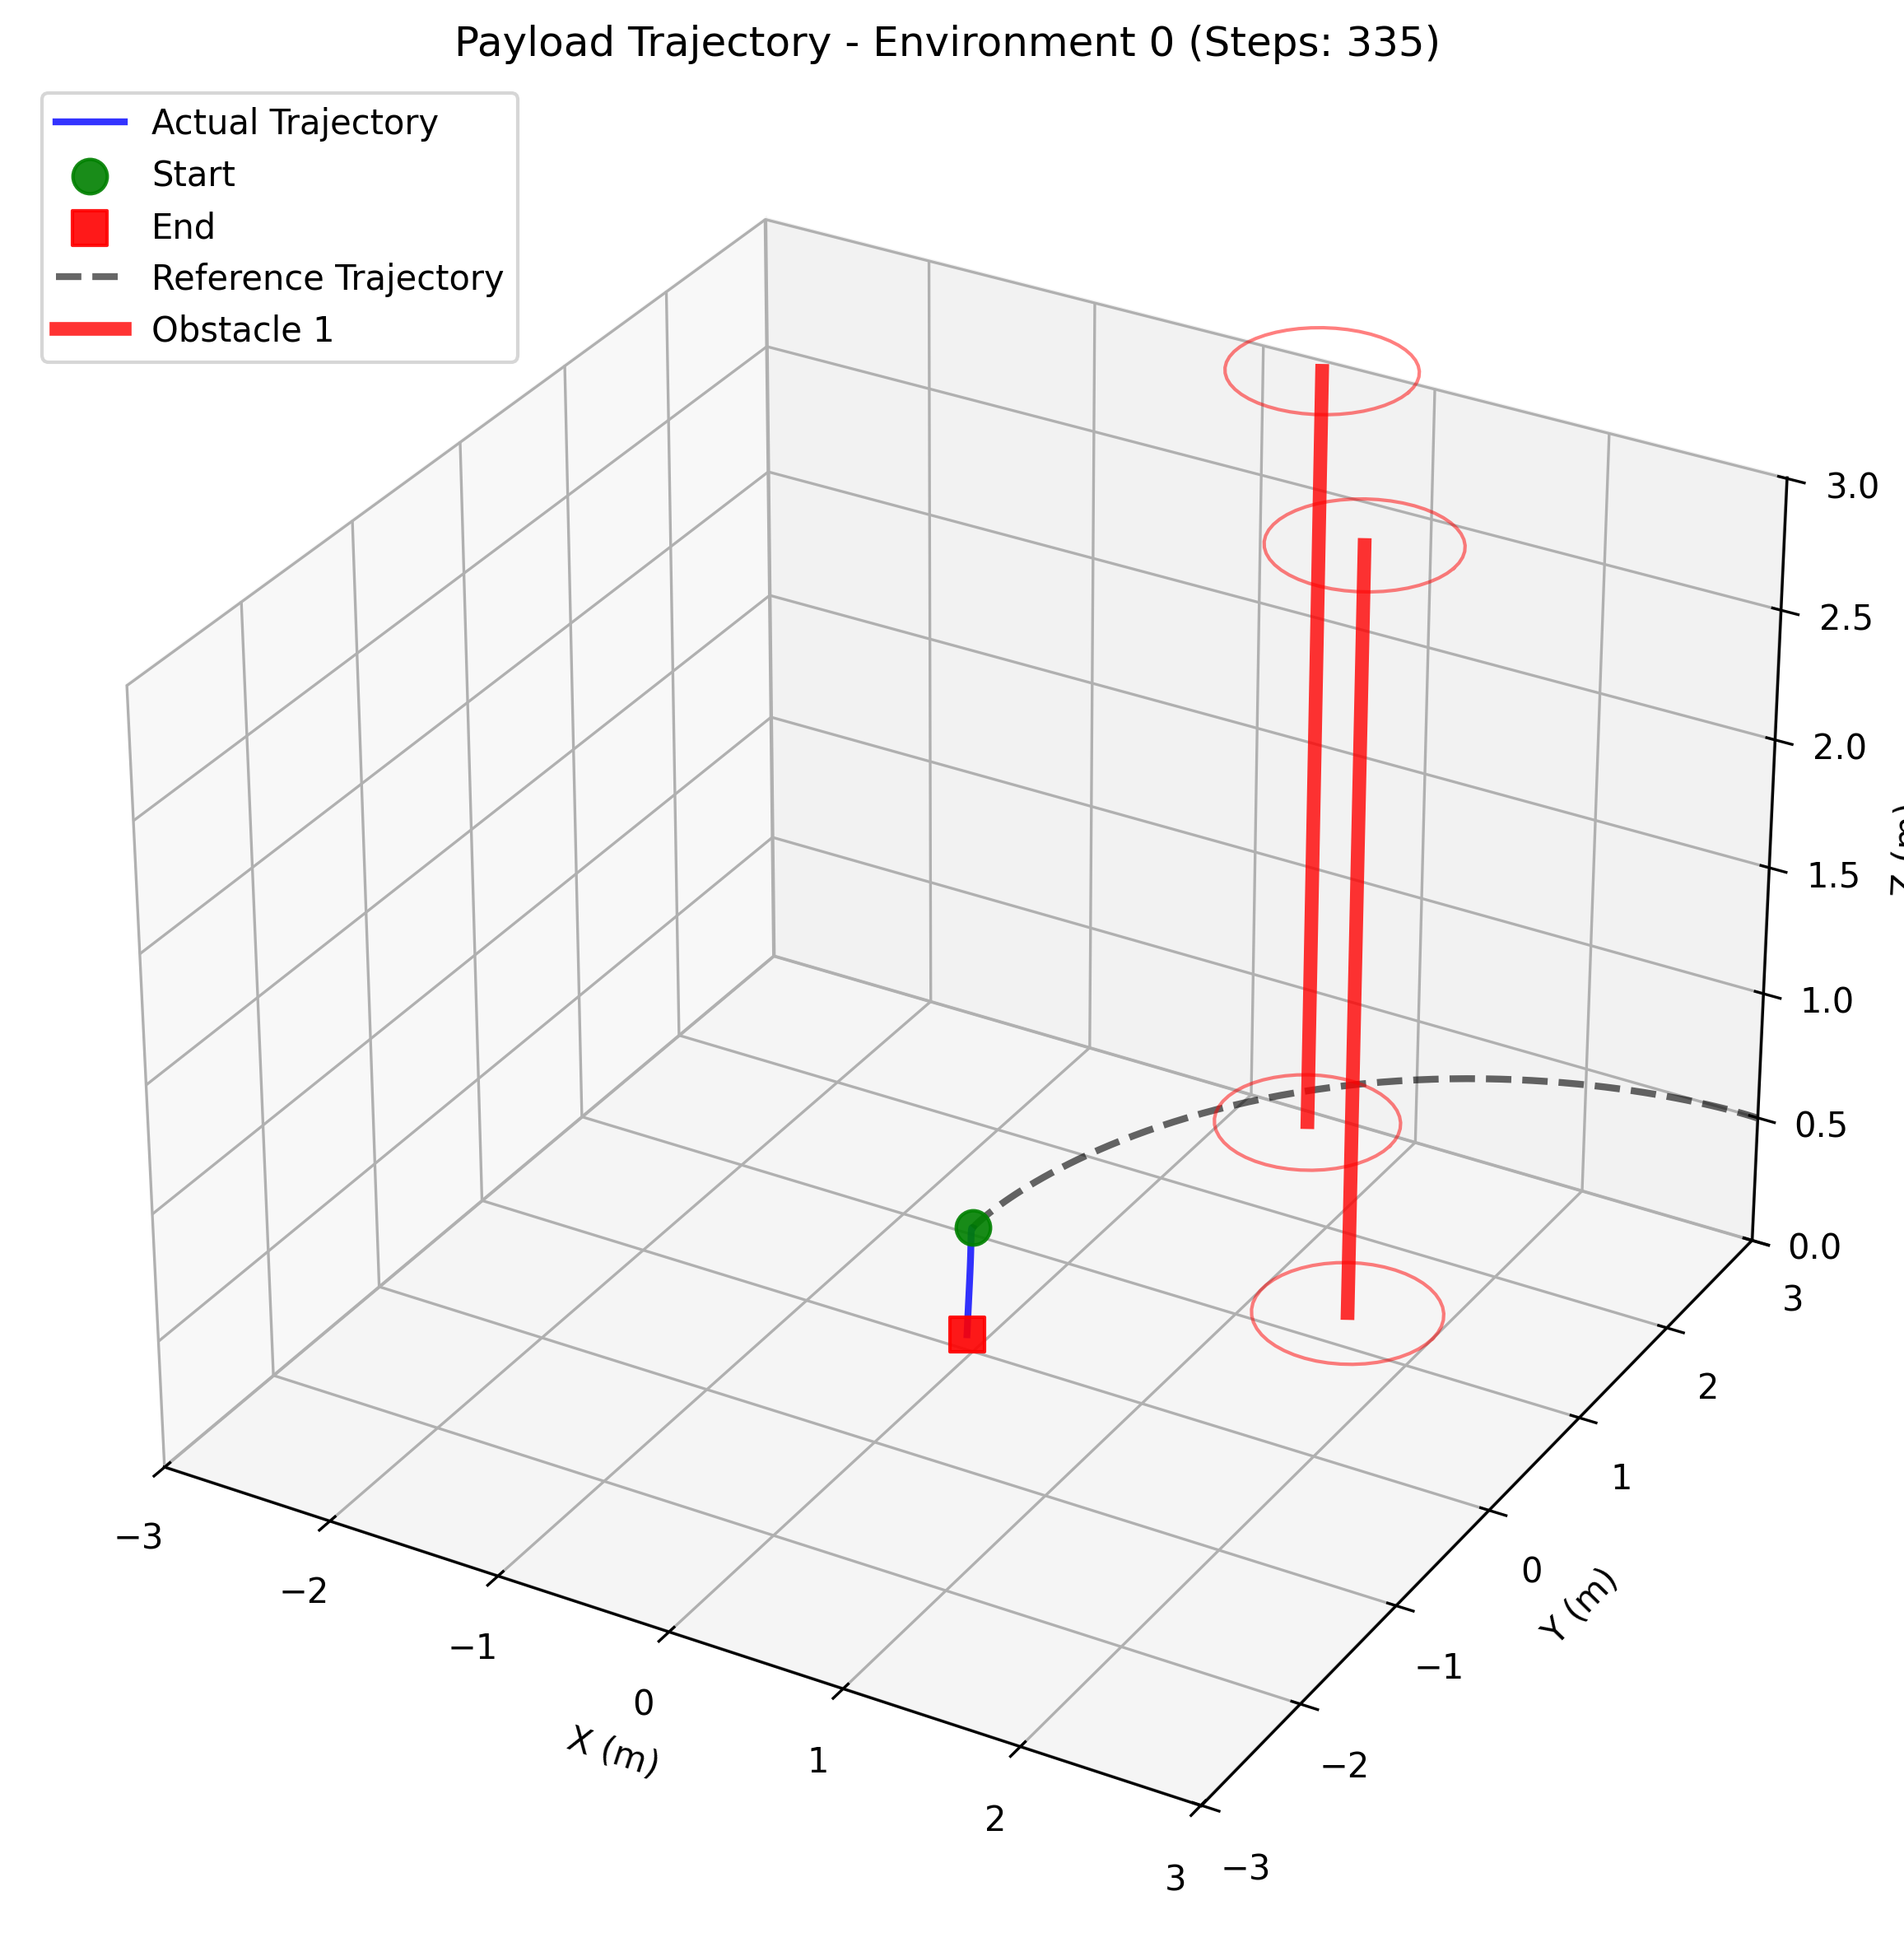 Payload Trajectory - Environment 0 (Steps: 335)
Actual Trajectory
Start
End
Reference Trajectory
Obstacle 1
3.0
2.5
2.0
1.5
1.0
0.5
0.0
3
2
1
0
−1
−2
−3
Y (m)
−3
−2
−1
0
1
2
3
X (m)